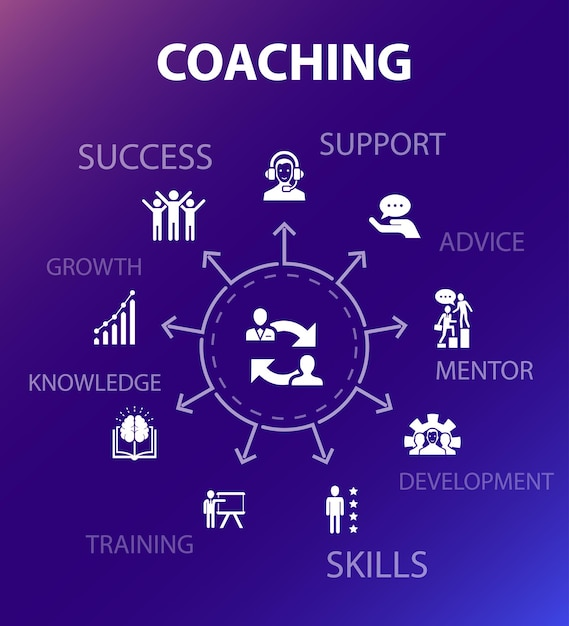 COACHING
SUPPORT
SUCCESS
ADVICE
GROWTH
MENTOR
KNOWLEDGE
DEVELOPMENT
TRAINING
SKILLS